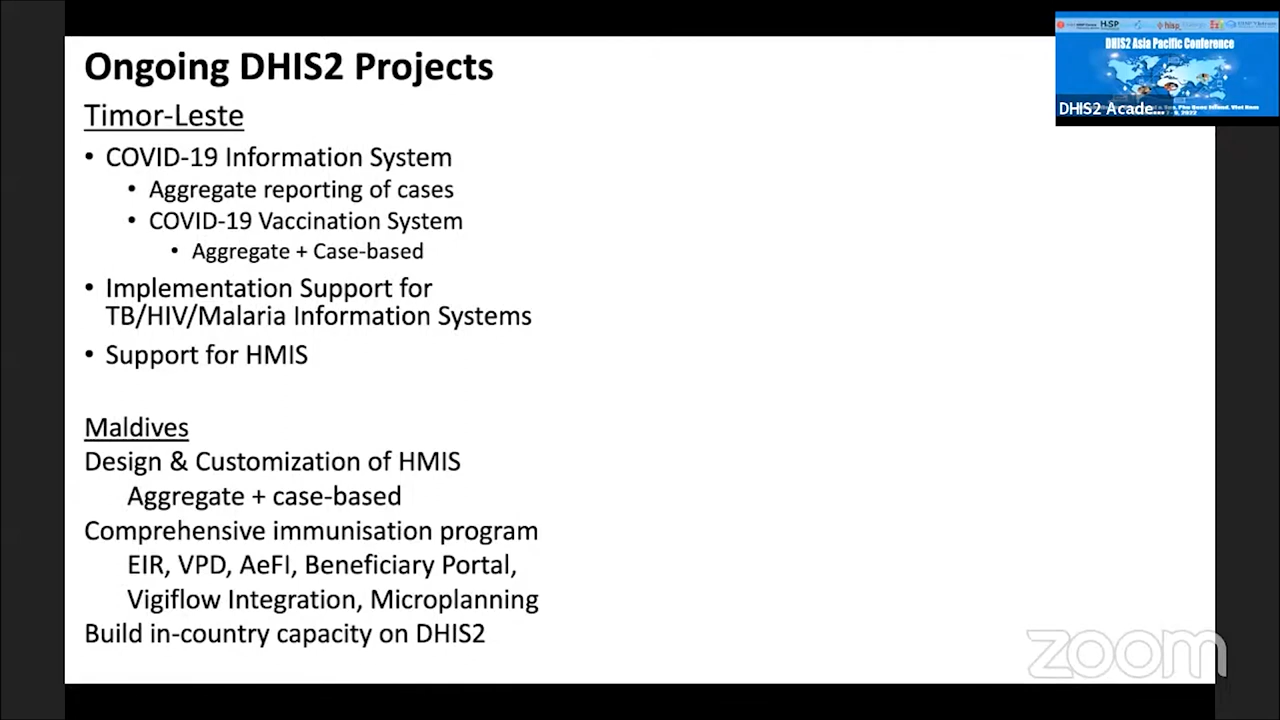 Ongoing DHIS2 Projects
Timor-Leste
• COVID-19 Information System
• Aggregate reporting of cases
• COVID-19 Vaccination System
• Aggregate + Case-based
• Implementation Support for
TB/HIV/Malaria Information Systems
• Support for HMIS
Maldives
Design & Customization of HMIS
Aggregate + case-based
Comprehensive immunisation program
EIR, VPD, AeFI, Beneficiary Portal,
Vigiflow Integration, Microplanning
Build in-country capacity on DHIS2
HISP
hisp
DHIS2 Asia Pacific Conference
DHIS2 Acade...
zoom